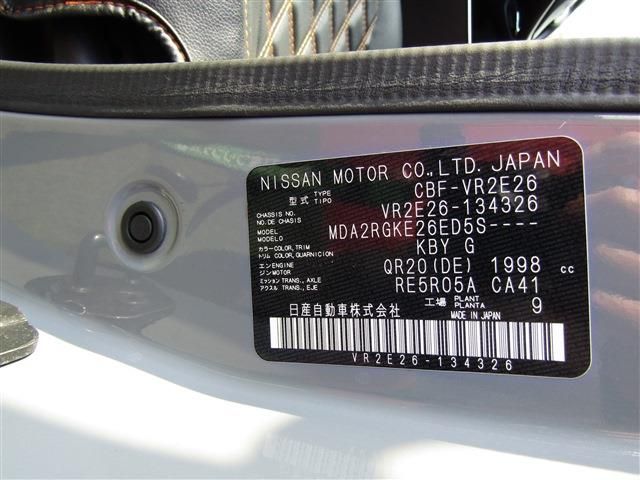 NISSAN MOTOR CO.,LTD. JAPAN
型式 TYPE TIPO CBF-VR2E26
CHASSIS NO. NO. DE CHASIS VR2E26-134326
MODEL MODELO MDA2RGKE26ED5S----
カラー COLOR, TRIM トリム COLOR, GUARNICION KBY G
エンジン ENGINE MOTOR QR20(DE) 1998 cc
ミッション TRANS., AXLE アクスル TRANS., EJE RE5R05A CA41
工場 PLANT PLANTA 9
日産自動車株式会社 MADE IN JAPAN
VR2E26-134326